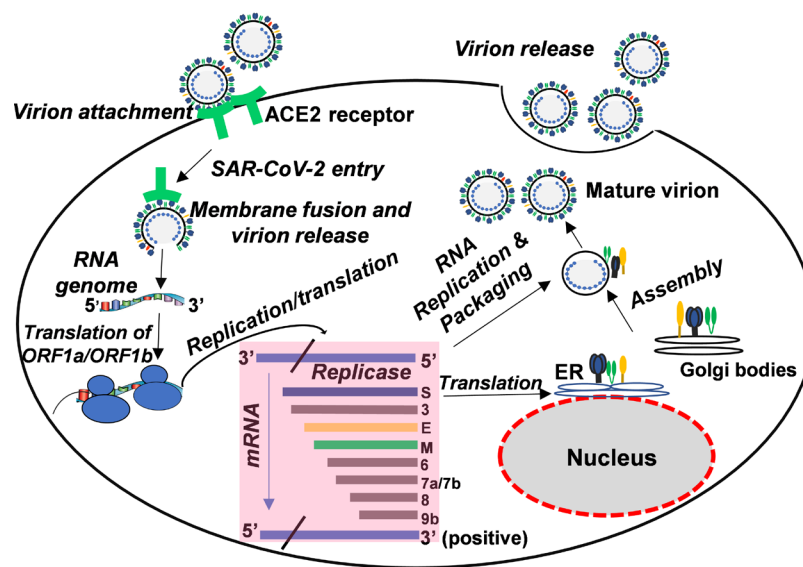 Virion release
Virion attachment
ACE2 receptor
SAR-CoV-2 entry
Membrane fusion and
virion release
Mature virion
RNA
genome
5’
3’
Translation of
ORF1a/ORF1b
Replication/translation
RNA
Replication &
Packaging
Assembly
Golgi bodies
3’
5’
Replicase
mRNA
S
3
E
M
6
7a/7b
8
9b
5’
3’ (positive)
Translation
ER
Nucleus